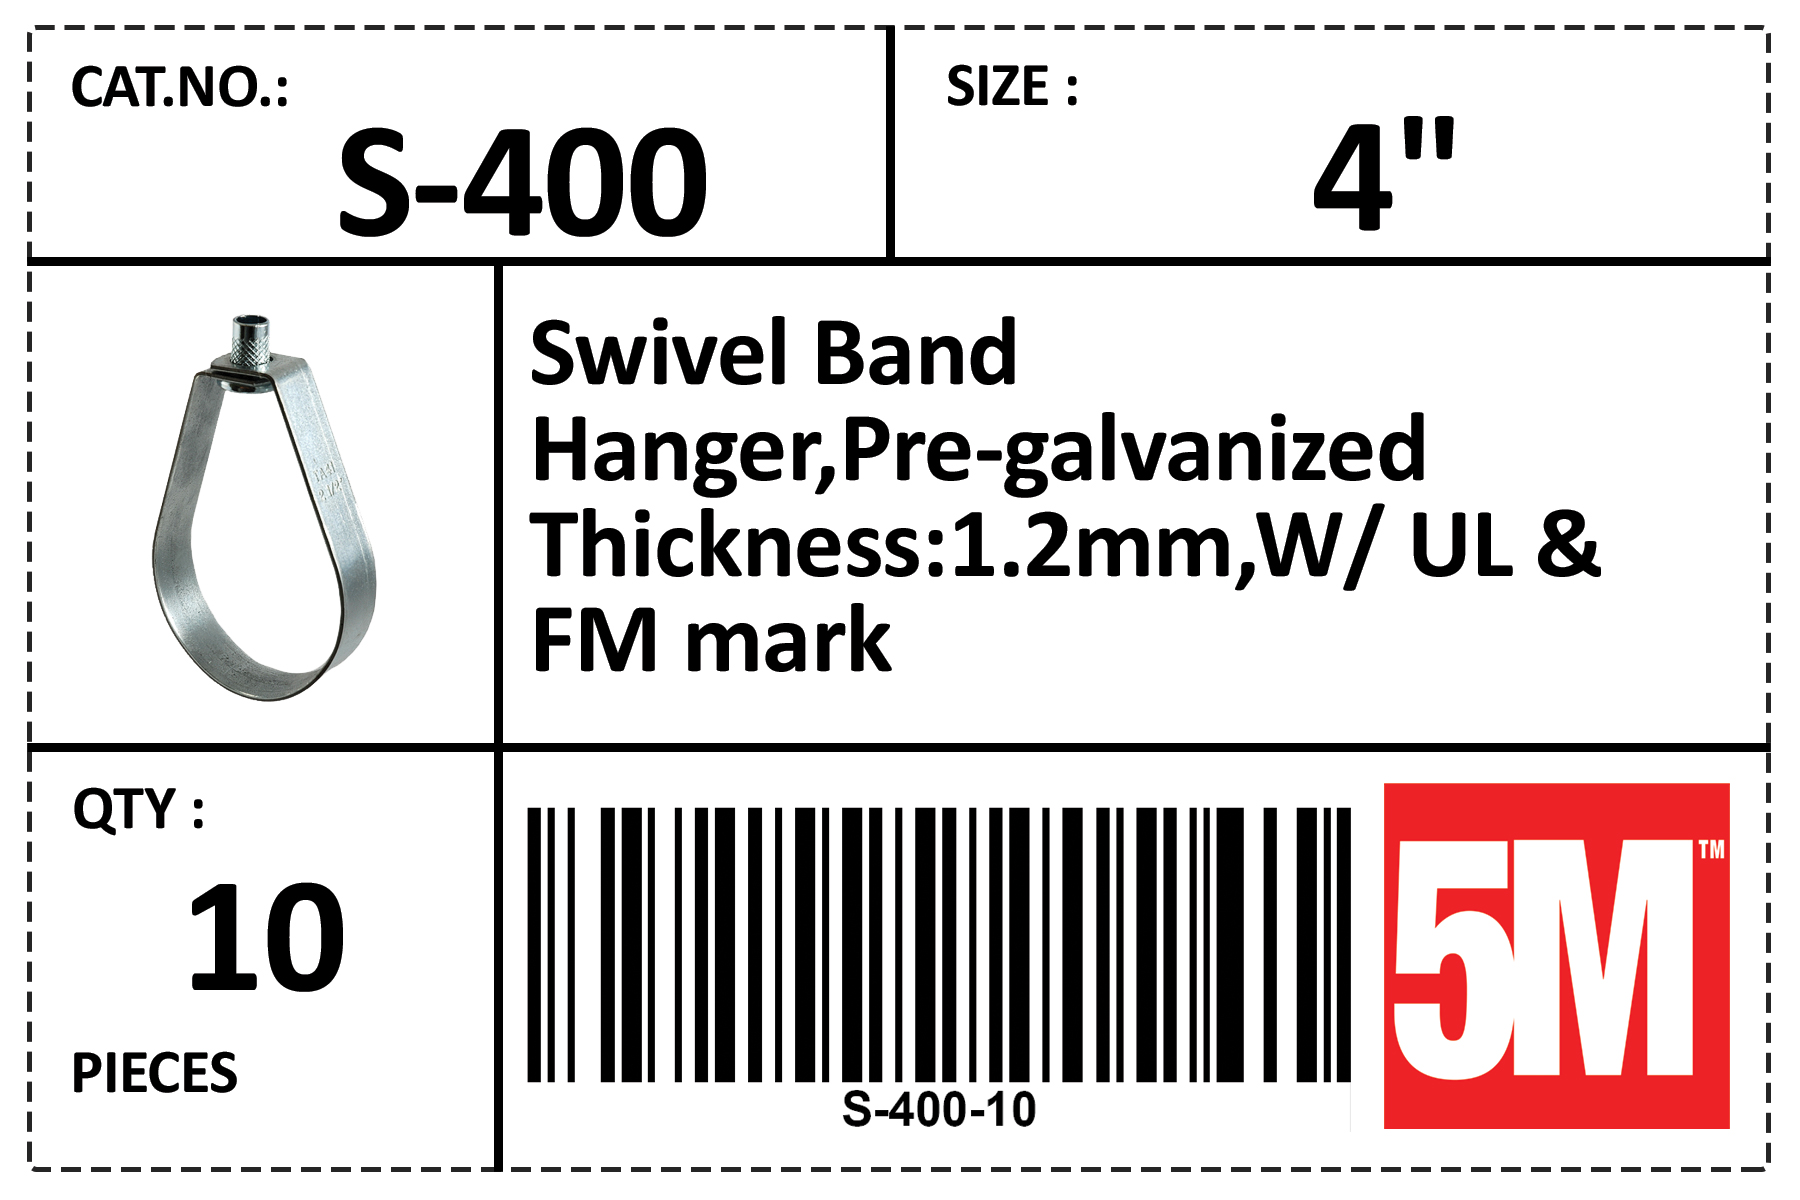 CAT.NO.:
S-400
SIZE :
4"
Swivel Band
Hanger,Pre-galvanized
Thickness:1.2mm,W/ UL &
FM mark
QTY :
10
PIECES
S-400-10
5M™